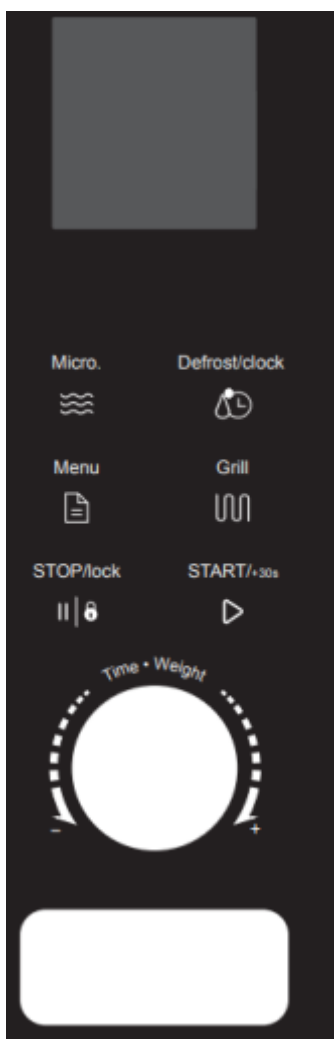 Micro. Defrost/clock
Menu Grill
STOP/lock START/+30s
Time • Weight
- +